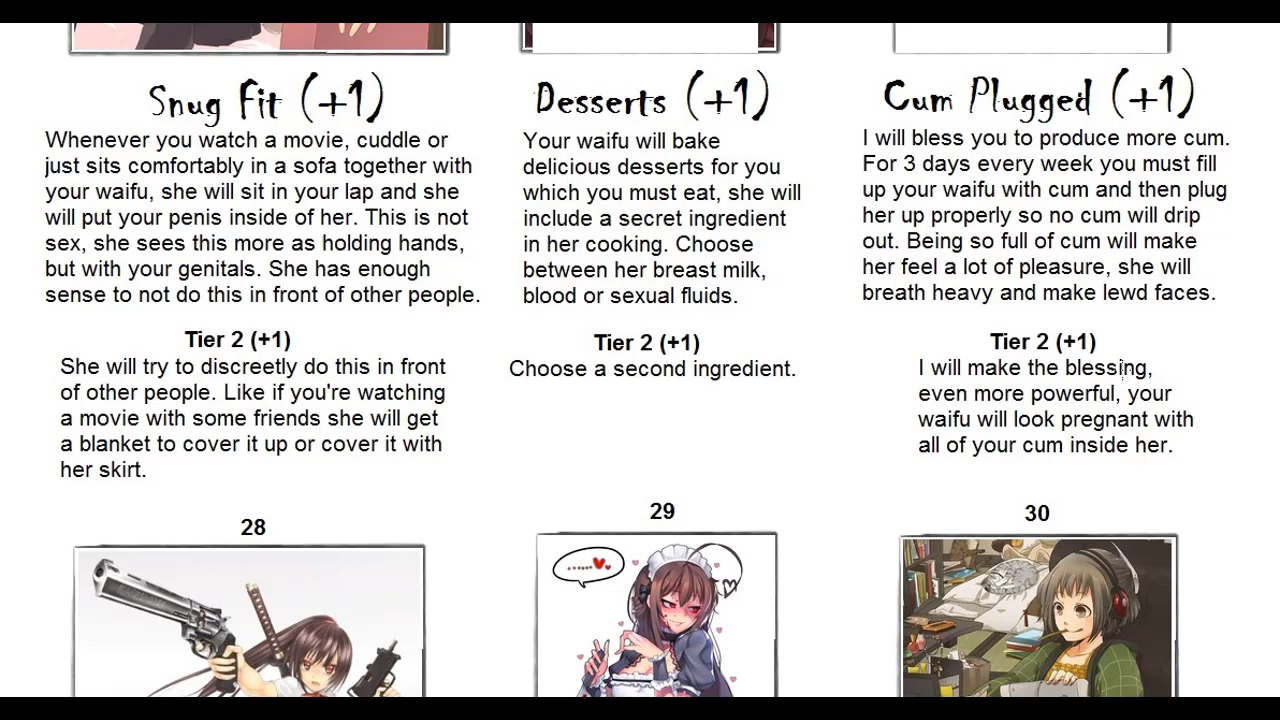 Snug Fit (+1)
Whenever you watch a movie, cuddle or
just sits comfortably in a sofa together with
your waifu, she will sit in your lap and she
will put your penis inside of her. This is not
sex, she sees this more as holding hands,
but with your genitals. She has enough
sense to not do this in front of other people.
Tier 2 (+1)
She will try to discreetly do this in front
of other people. Like if you're watching
a movie with some friends she will get
a blanket to cover it up or cover it with
her skirt.
28
Desserts (+1)
Your waifu will bake
delicious desserts for you
which you must eat, she will
include a secret ingredient
in her cooking. Choose
between her breast milk,
blood or sexual fluids.
Tier 2 (+1)
Choose a second ingredient.
29
Cum Plugged (+1)
I will bless you to produce more cum.
For 3 days every week you must fill
up your waifu with cum and then plug
her up properly so no cum will drip
out. Being so full of cum will make
her feel a lot of pleasure, she will
breath heavy and make lewd faces.
Tier 2 (+1)
I will make the blessing,
even more powerful, your
waifu will look pregnant with
all of your cum inside her.
30